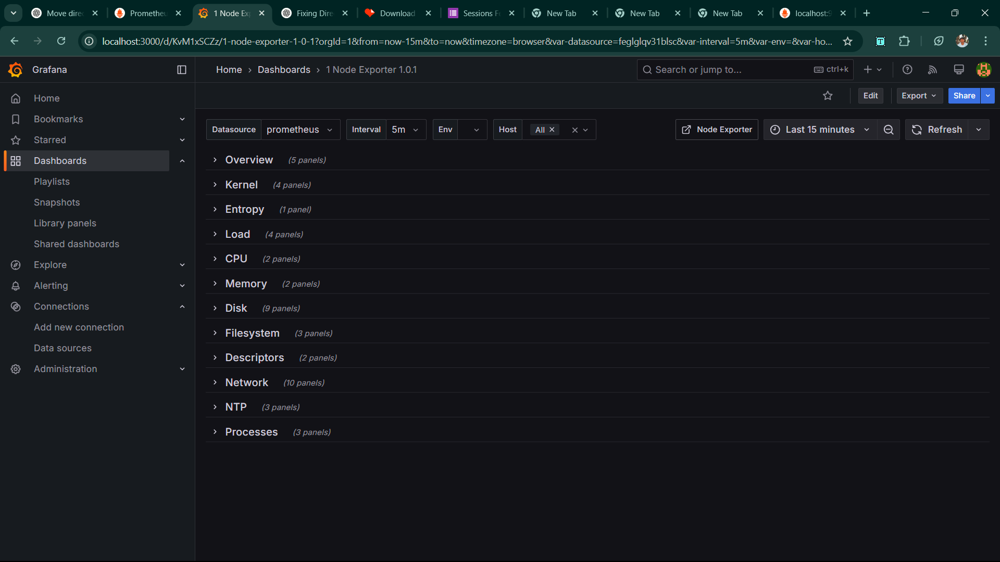 Move direc
Prometheu
1 Node Exp
Fixing Dire
Download
Sessions Fe
New Tab
New Tab
New Tab
localhost:9
localhost:3000/d/KvM1xSCZz/1-node-exporter-1-0-1?orgId=1&from=now-15m&to=now&timezone=browser&var-datasource=feglglqv31blsc&var-interval=5m&var-env=&var-ho...
Grafana
Home › Dashboards › 1 Node Exporter 1.0.1
Search or jump to...
ctrl+k
Edit
Export
Share
Home
Bookmarks
Starred
Dashboards
Playlists
Snapshots
Library panels
Shared dashboards
Explore
Alerting
Connections
Add new connection
Data sources
Administration
Datasource prometheus
Interval 5m
Env
Host All
Node Exporter
Last 15 minutes
Refresh
Overview (5 panels)
Kernel (4 panels)
Entropy (1 panel)
Load (4 panels)
CPU (2 panels)
Memory (2 panels)
Disk (9 panels)
Filesystem (3 panels)
Descriptors (2 panels)
Network (10 panels)
NTP (3 panels)
Processes (3 panels)